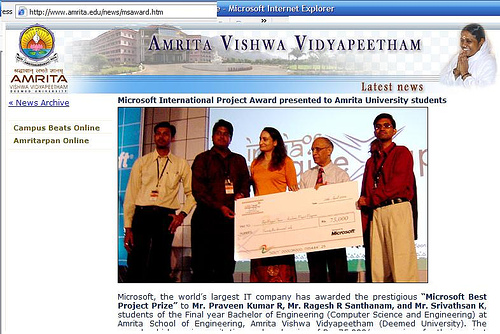 ress
http://www.amrita.edu/news/msaward.htm
- Microsoft Internet Explorer
»
AMRITA VISHWA VIDYAPEETHAM
AMRITA
VISHWA VIDYAPEETHAM
DEEMED UNIVERSITY
Latest news
« News Archive
Microsoft International Project Award presented to Amrita University students
Campus Beats Online
Amritarpan Online
Microsoft
Microsoft, the world's largest IT company has awarded the prestigious "Microsoft Best
Project Prize" to Mr. Praveen Kumar R, Mr. Ragesh R Santhanam, and Mr. Srivathsan K,
students of the Final year Bachelor of Engineering (Computer Science and Engineering) at
Amrita School of Engineering, Amrita Vishwa Vidyapeetham (Deemed University). The